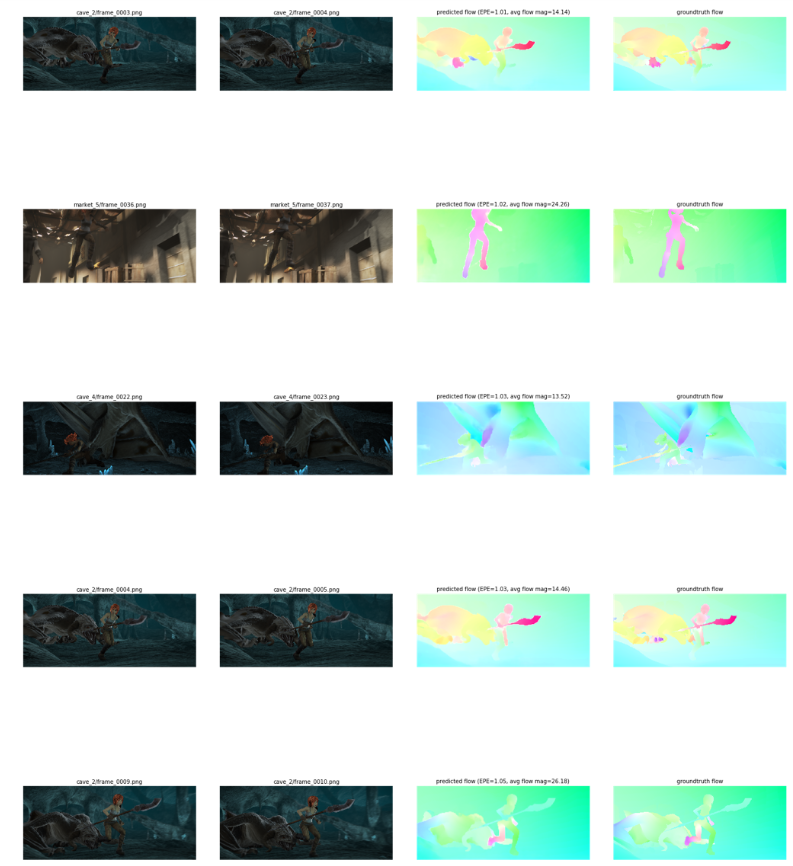 cave_2/frame_0003.png
cave_2/frame_0004.png
predicted flow (EPE=1.01, avg flow mag=14.14)
groundtruth flow
market_5/frame_0036.png
market_5/frame_0037.png
predicted flow (EPE=1.02, avg flow mag=24.26)
groundtruth flow
cave_4/frame_0022.png
cave_4/frame_0023.png
predicted flow (EPE=1.03, avg flow mag=13.52)
groundtruth flow
cave_2/frame_0004.png
cave_2/frame_0005.png
predicted flow (EPE=1.03, avg flow mag=14.46)
groundtruth flow
cave_2/frame_0009.png
cave_2/frame_0010.png
predicted flow (EPE=1.05, avg flow mag=26.18)
groundtruth flow